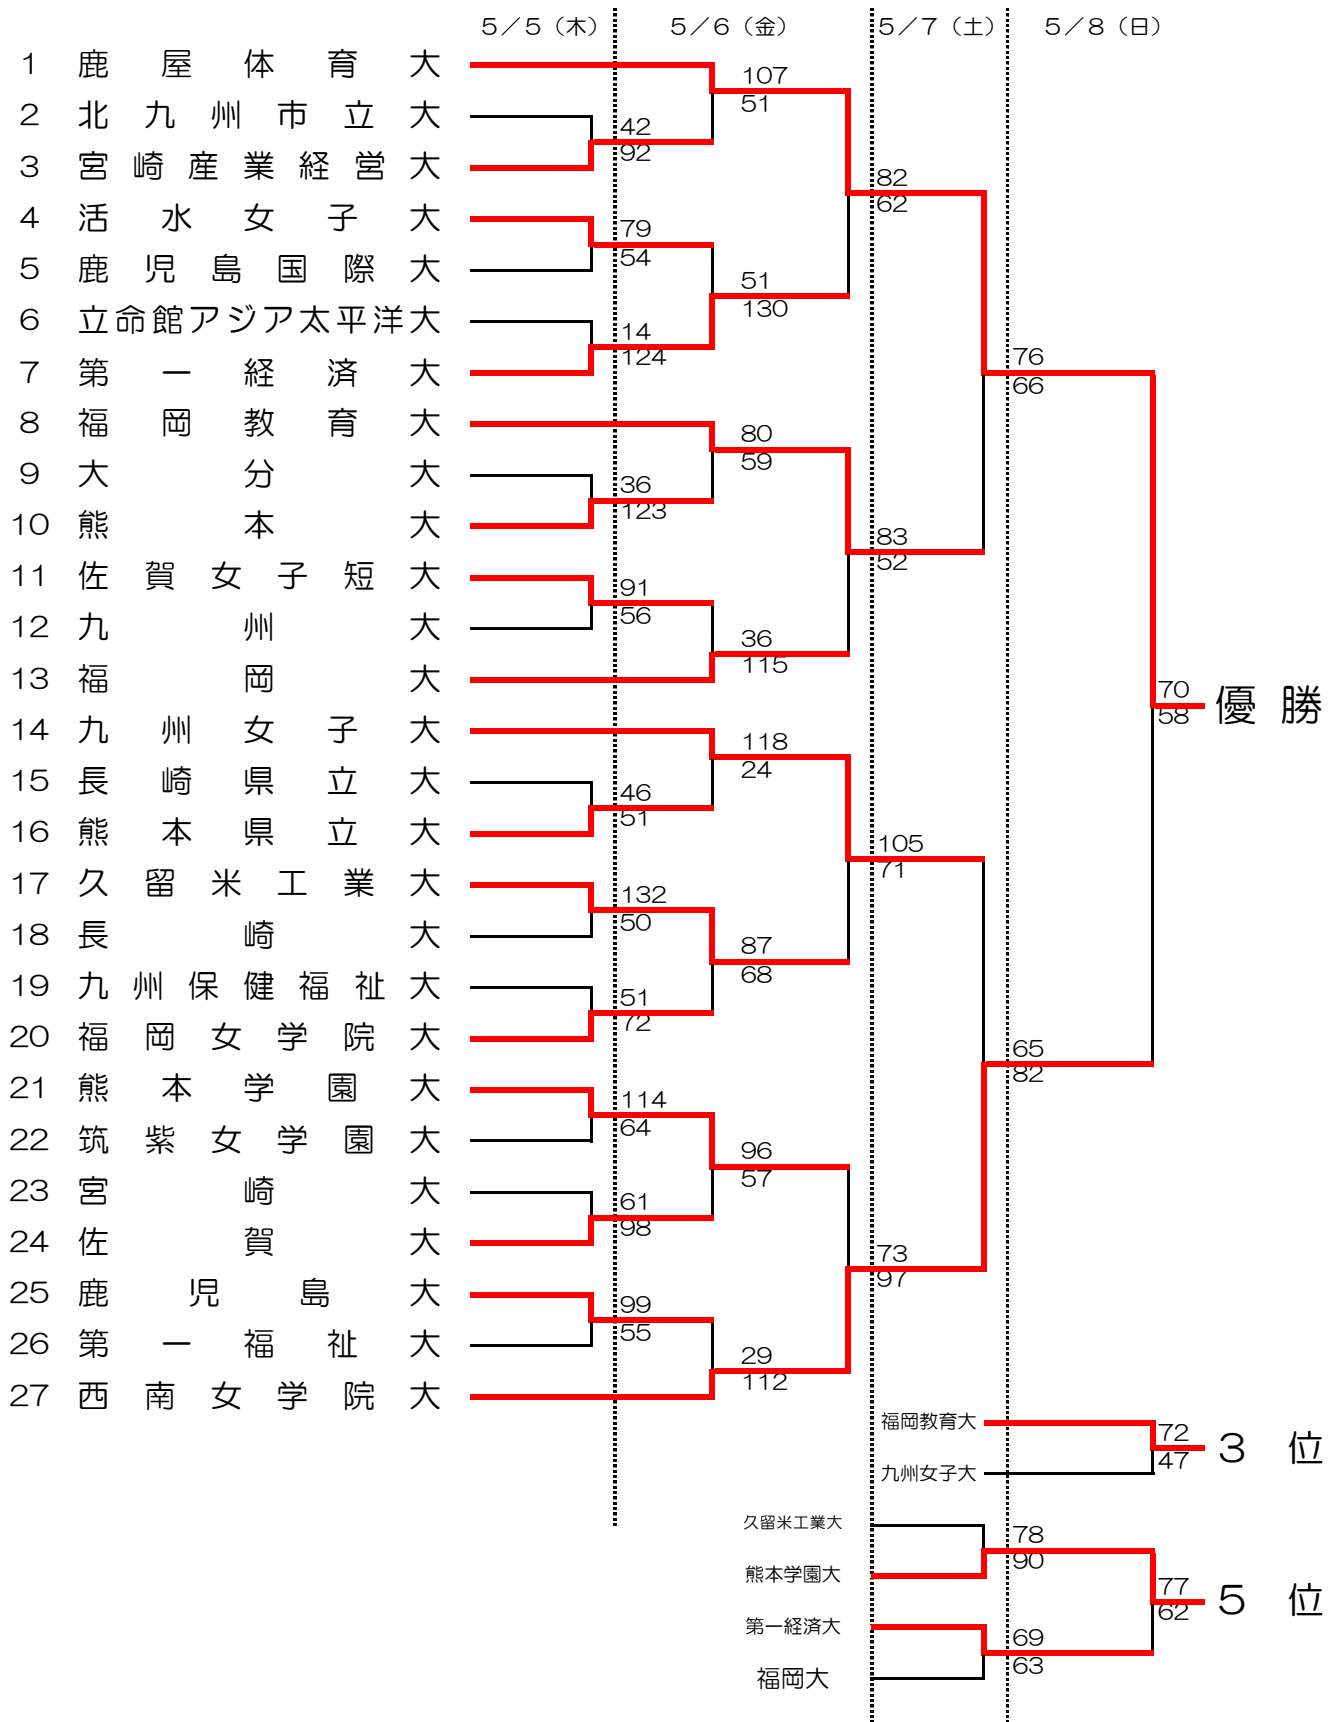 5／5（木） 5／6（金） 5／7（土） 5／8（日）
1 鹿屋体育大
107
51
2 北九州市立大
42
92
3 宮崎産業経営大
82
62
4 活水女子大
79
54
5 鹿児島国際大
51
130
6 立命館アジア太平洋大
14
124
7 第一経済大
76
66
8 福岡教育大
80
59
9 大分大
36
123
10 熊本大
83
52
11 佐賀女子短大
91
56
12 九州大
36
115
13 福岡大
70
58
優勝
14 九州女子大
118
24
15 長崎県立大
46
51
16 熊本県立大
105
71
17 久留米工業大
132
50
18 長崎大
87
68
19 九州保健福祉大
51
72
20 福岡女学院大
65
82
21 熊本学園大
114
64
22 筑紫女学園大
96
57
23 宮崎大
61
98
24 佐賀大
73
97
25 鹿児島大
99
55
26 第一福祉大
29
112
27 西南女学院大
福岡教育大
72
47
3位
九州女子大
久留米工業大
78
90
熊本学園大
77
62
5位
第一経済大
69
63
福岡大